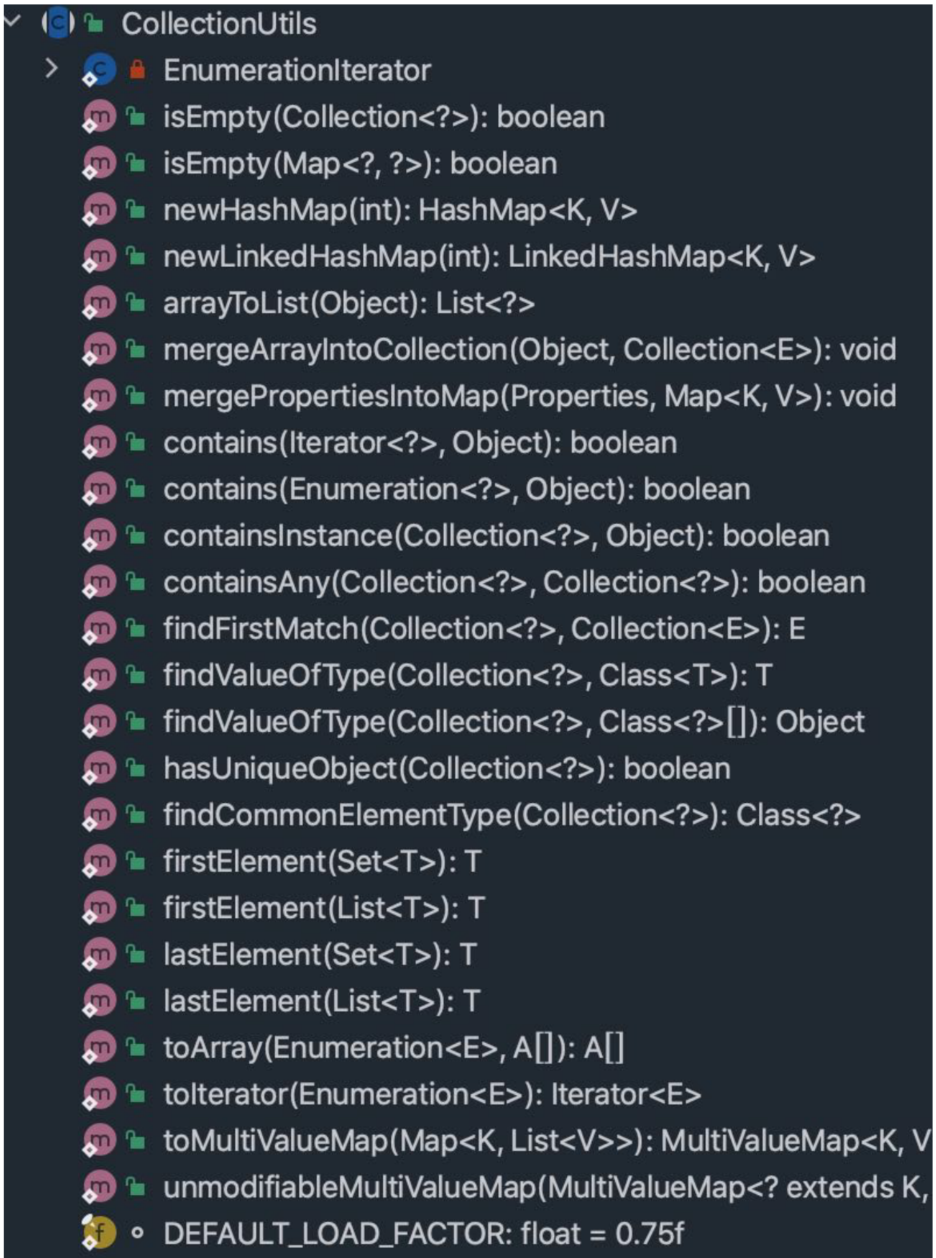 CollectionUtils
EnumerationIterator
isEmpty(Collection<?>): boolean
isEmpty(Map<?, ?>): boolean
newHashMap(int): HashMap<K, V>
newLinkedHashMap(int): LinkedHashMap<K, V>
arrayToList(Object): List<?>
mergeArrayIntoCollection(Object, Collection<E>): void
mergePropertiesIntoMap(Properties, Map<K, V>): void
contains(Iterator<?>, Object): boolean
contains(Enumeration<?>, Object): boolean
containsInstance(Collection<?>, Object): boolean
containsAny(Collection<?>, Collection<?>): boolean
findFirstMatch(Collection<?>, Collection<E>): E
findValueOfType(Collection<?>, Class<T>): T
findValueOfType(Collection<?>, Class<?>[]): Object
hasUniqueObject(Collection<?>): boolean
findCommonElementType(Collection<?>): Class<?>
firstElement(Set<T>): T
firstElement(List<T>): T
lastElement(Set<T>): T
lastElement(List<T>): T
toArray(Enumeration<E>, A[]): A[]
toIterator(Enumeration<E>): Iterator<E>
toMultiValueMap(Map<K, List<V>>): MultiValueMap<K, V
unmodifiableMultiValueMap(MultiValueMap<? extends K,
DEFAULT_LOAD_FACTOR: float = 0.75f